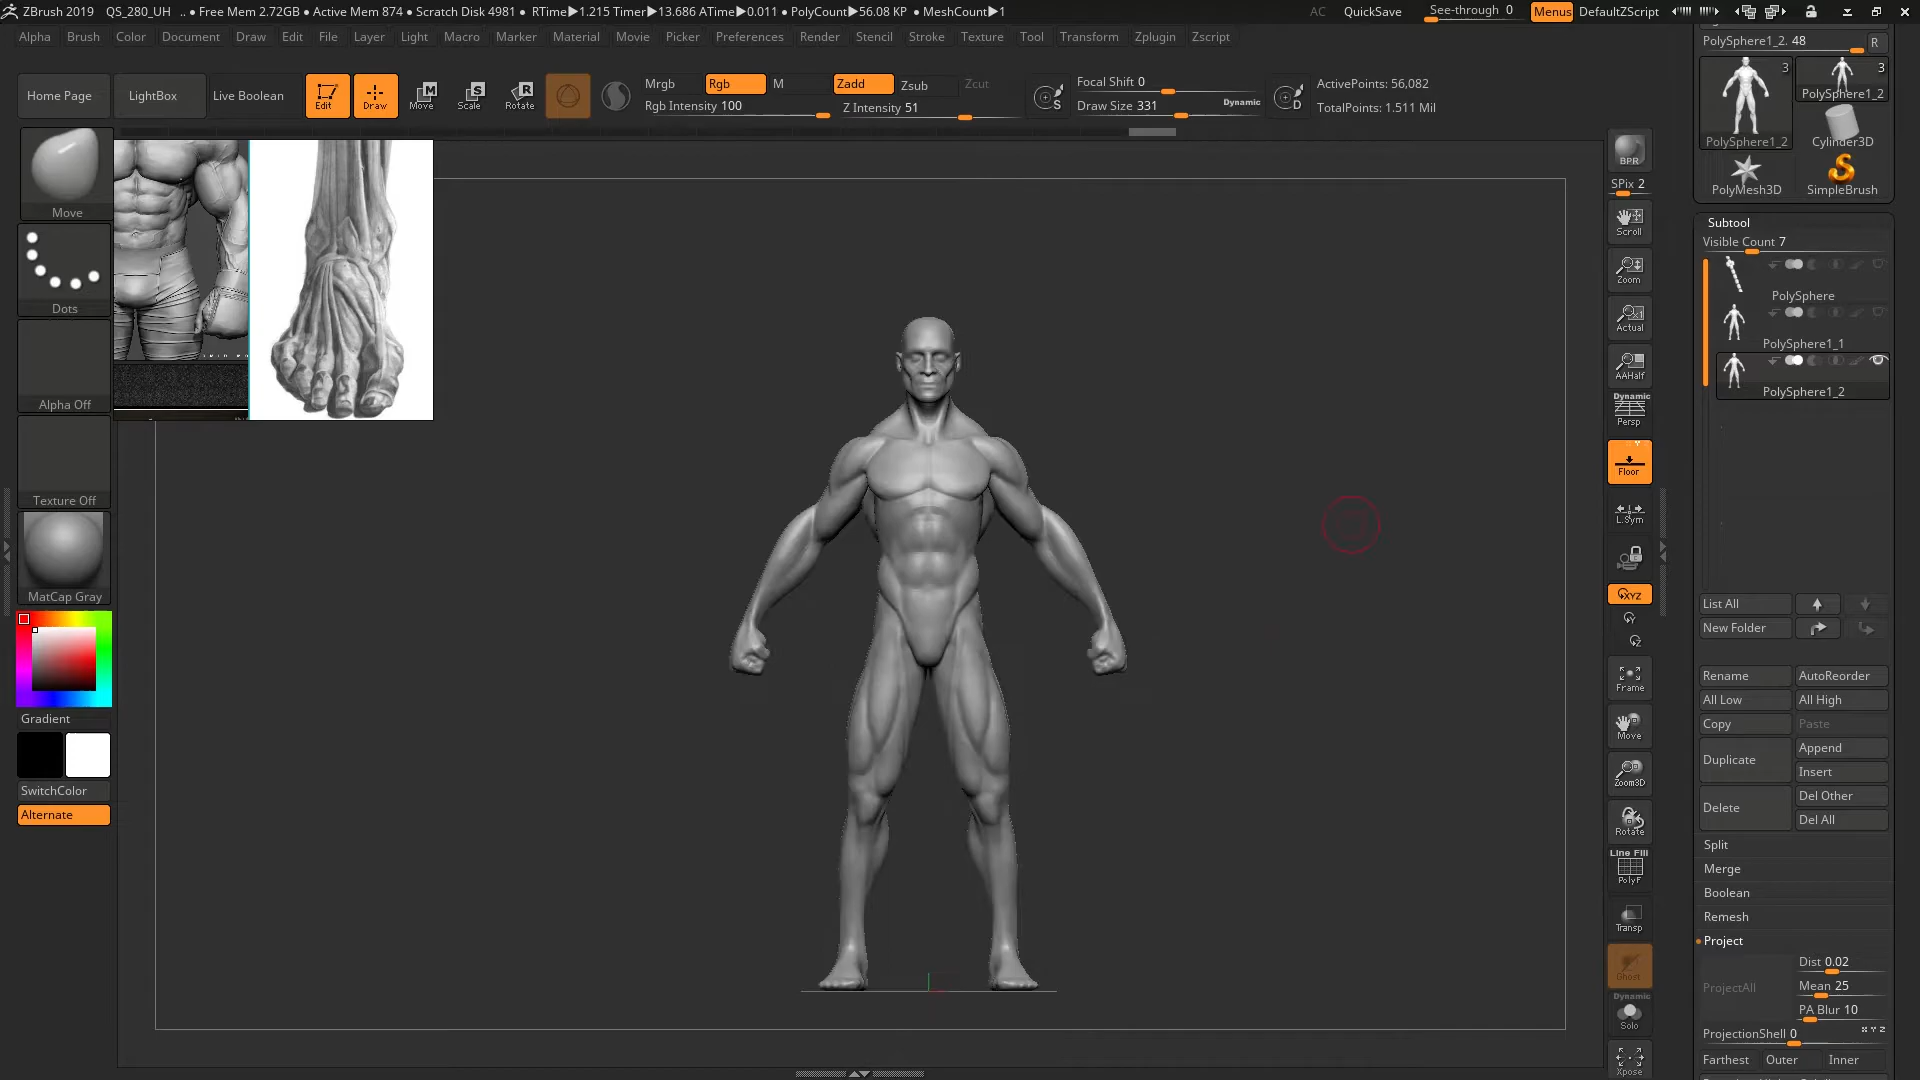 ZBrush 2019 QS_280_UH .. ● Free Mem 2.72GB ● Active Mem 874 ● Scratch Disk 4981 ● RTime▶1.215 Timer▶13.686 ATime▶0.011 ● PolyCount▶56.08 KP ● MeshCount▶1 AC QuickSave See-through 0 Menus DefaultZScript
Alpha Brush Color Document Draw Edit File Layer Light Macro Marker Material Movie Picker Preferences Render Stencil Stroke Texture Tool Transform Zplugin Zscript
Home Page
LightBox
Live Boolean
Edit
Draw
Move
Scale
Rotate
Mrgb
Rgb
M
Rgb Intensity 100
Zadd
Zsub
Zcut
Z Intensity 51
Focal Shift 0
Draw Size 331
Dynamic
ActivePoints: 56,082
TotalPoints: 1.511 Mil
Move
Dots
Alpha Off
Texture Off
MatCap Gray
Gradient
SwitchColor
Alternate
BPR
SPix 2
Scroll
Zoom
Actual
AAHalf
Dynamic
Persp
Floor
L.Sym
XYZ
Y
Z
Frame
Move
Zoom3D
Rotate
Line Fill
PolyF
Transp
Ghost
Dynamic
Solo
Xpose
PolySphere1_2. 48
R
3
3
PolySphere1_2
PolySphere1_2
Cylinder3D
PolyMesh3D
SimpleBrush
Subtool
Visible Count 7
PolySphere
PolySphere1_1
PolySphere1_2
List All
New Folder
Rename
AutoReorder
All Low
All High
Copy
Paste
Duplicate
Append
Insert
Delete
Del Other
Del All
Split
Merge
Boolean
Remesh
Project
ProjectAll
Dist 0.02
Mean 25
PA Blur 10
ProjectionShell 0
X Y Z
Farthest
Outer
Inner